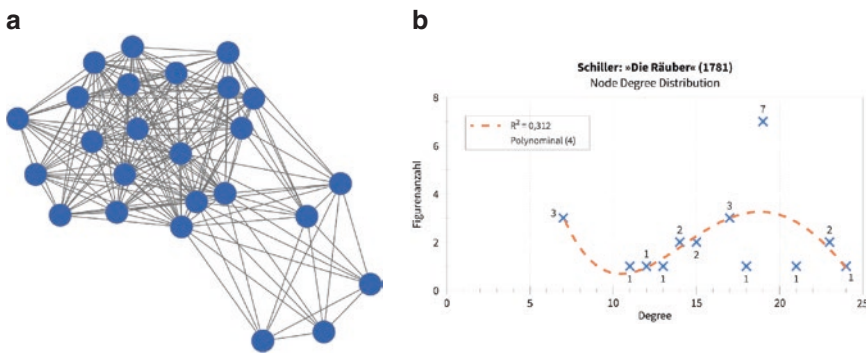 a
b
Schiller: »Die Räuber« (1781)
Node Degree Distribution
8
6
4
2
0
Figurenanzahl
R² = 0,312
Polynominal (4)
7
3
3
1
2
2
2
1
1
1
1
1
0
5
10
15
20
25
Degree